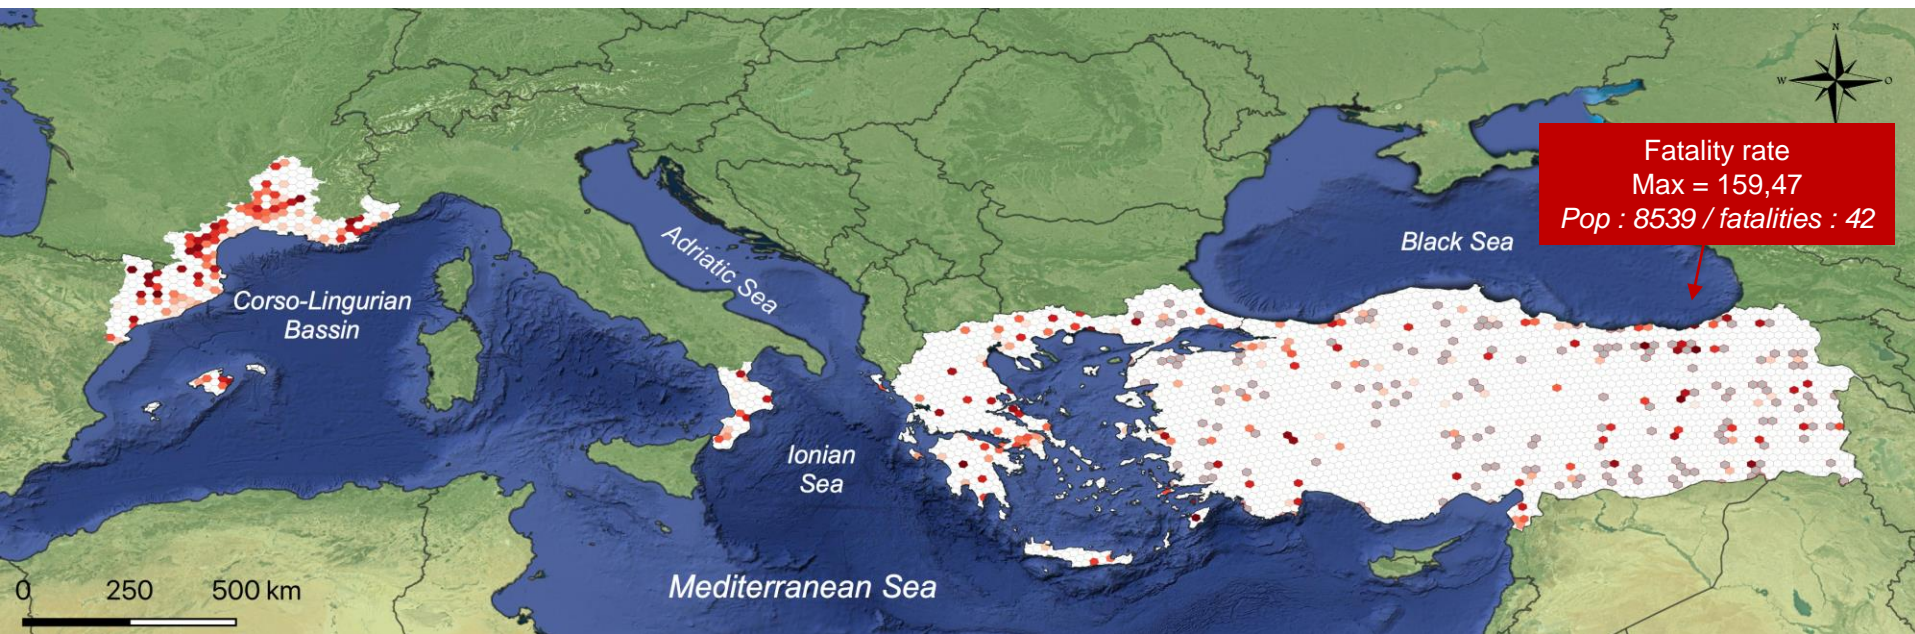 N
W
O
Fatality rate
Max = 159,47
Pop : 8539 / fatalities : 42
Black Sea
Adriatic Sea
Corso-Lingurian
Bassin
Ionian
Sea
Mediterranean Sea
0 250 500 km